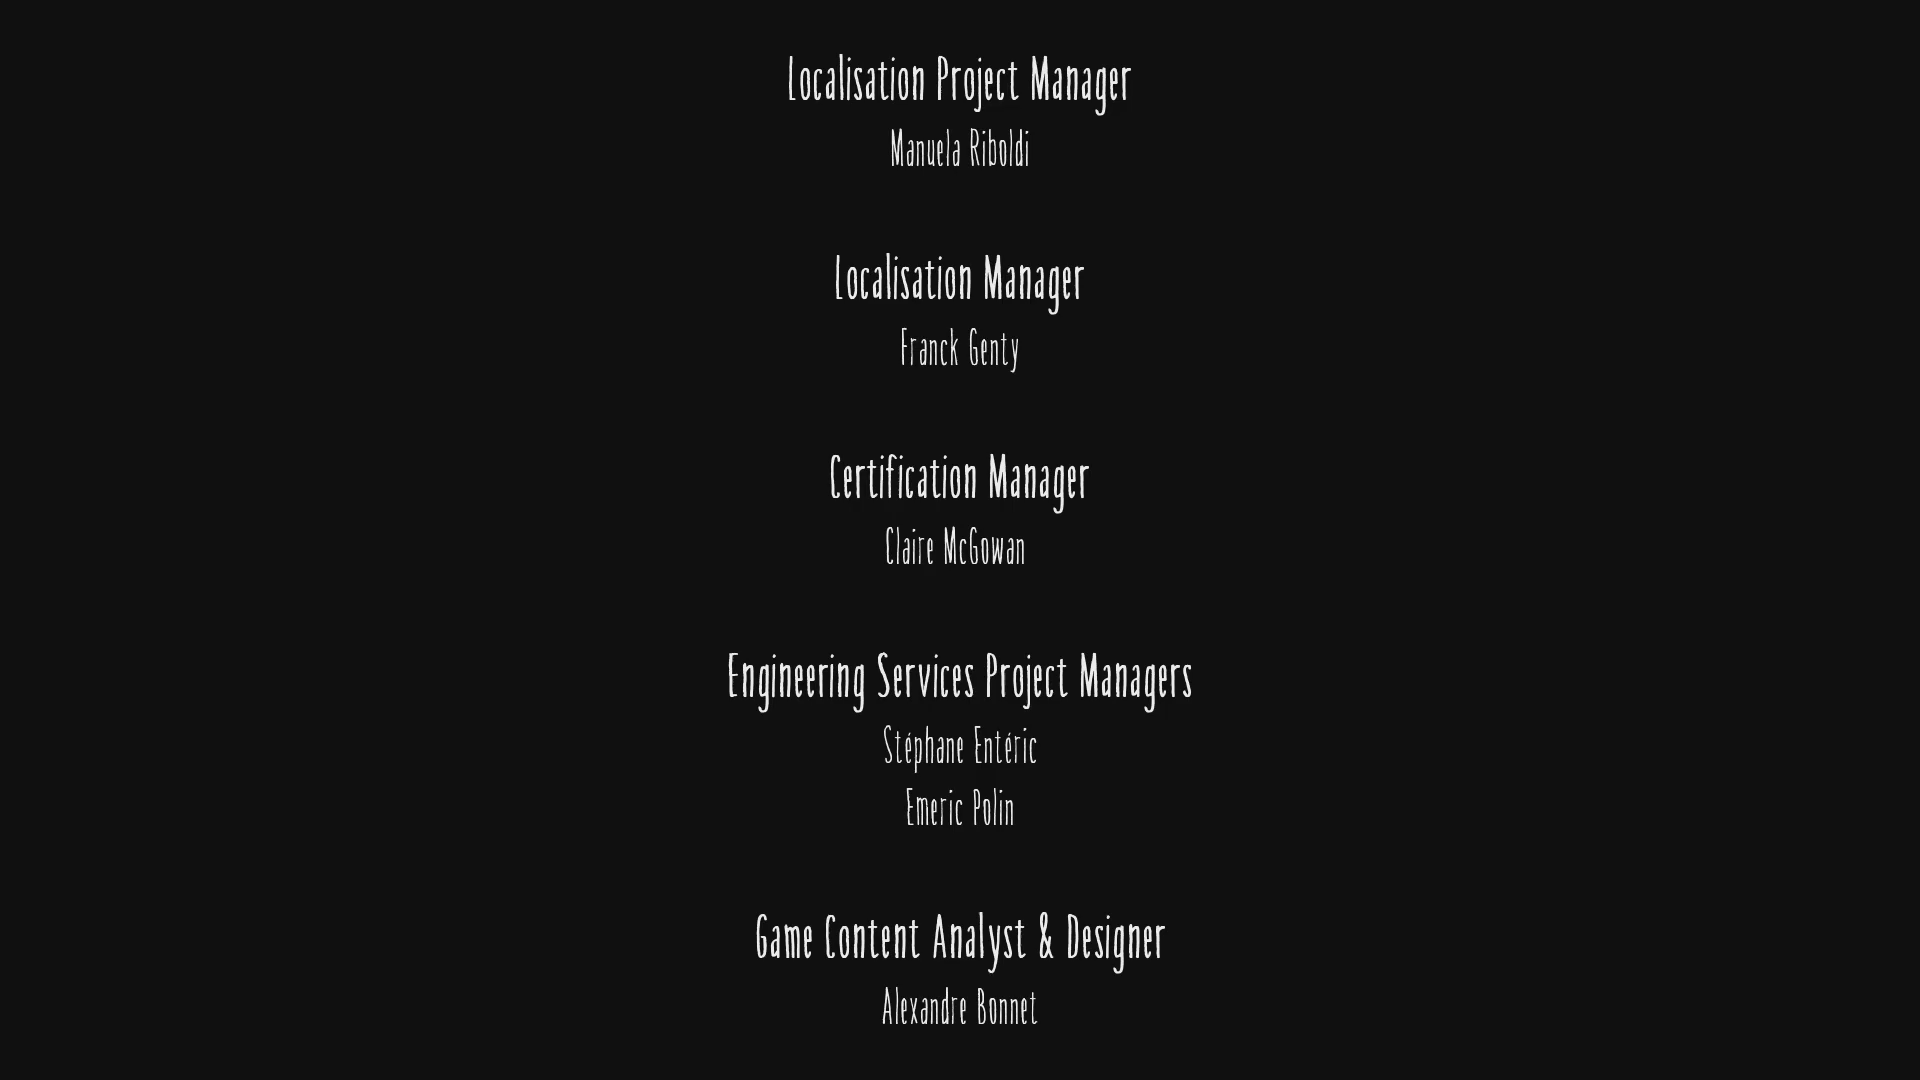 Localisation Project Manager
Manuela Riboldi
Localisation Manager
Franck Genty
Certification Manager
Claire McGowan
Engineering Services Project Managers
Stéphane Entéric
Emeric Polin
Game Content Analyst & Designer
Alexandre Bonnet